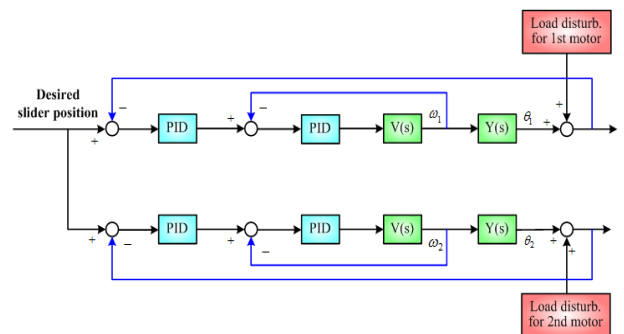 Load disturb.
for 1st motor
Desired
slider position
−
−
+
PID
+
PID
V(s)
ω1
Y(s)
θ1
+
+
+
−
PID
+
−
PID
V(s)
ω2
Y(s)
θ2
+
+
Load disturb.
for 2nd motor